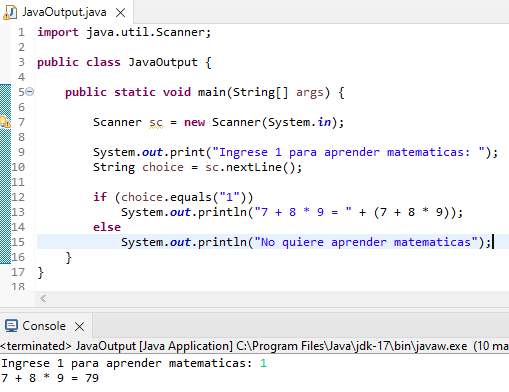 JavaOutput.java
1 import java.util.Scanner;
2
3 public class JavaOutput {
4
5 public static void main(String[] args) {
6
7 Scanner sc = new Scanner(System.in);
8
9 System.out.print("Ingrese 1 para aprender matematicas: ");
10 String choice = sc.nextLine();
11
12 if (choice.equals("1"))
13 System.out.println("7 + 8 * 9 = " + (7 + 8 * 9));
14 else
15 System.out.println("No quiere aprender matematicas");
16 }
17 }
18
Console
<terminated> JavaOutput [Java Application] C:\Program Files\Java\jdk-17\bin\javaw.exe (10 ma
Ingrese 1 para aprender matematicas: 1
7 + 8 * 9 = 79